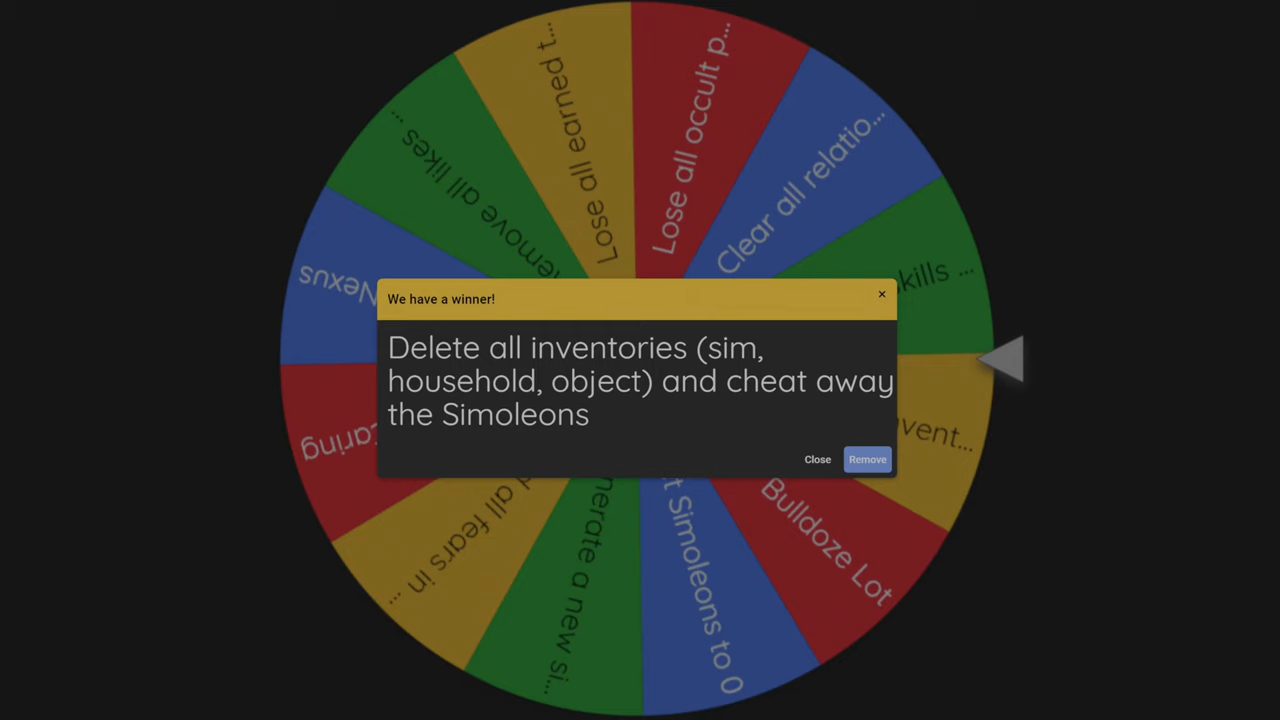 Lose all earned t...
Lose all occult p...
Clear all relatio...
kills ...
vent...
Bulldoze Lot
t Simoleons to 0
nerate a new si...
d all fears in ...
Caring
Nexus
emove all likes ...
We have a winner!
×
Delete all inventories (sim,
household, object) and cheat away
the Simoleons
Close
Remove